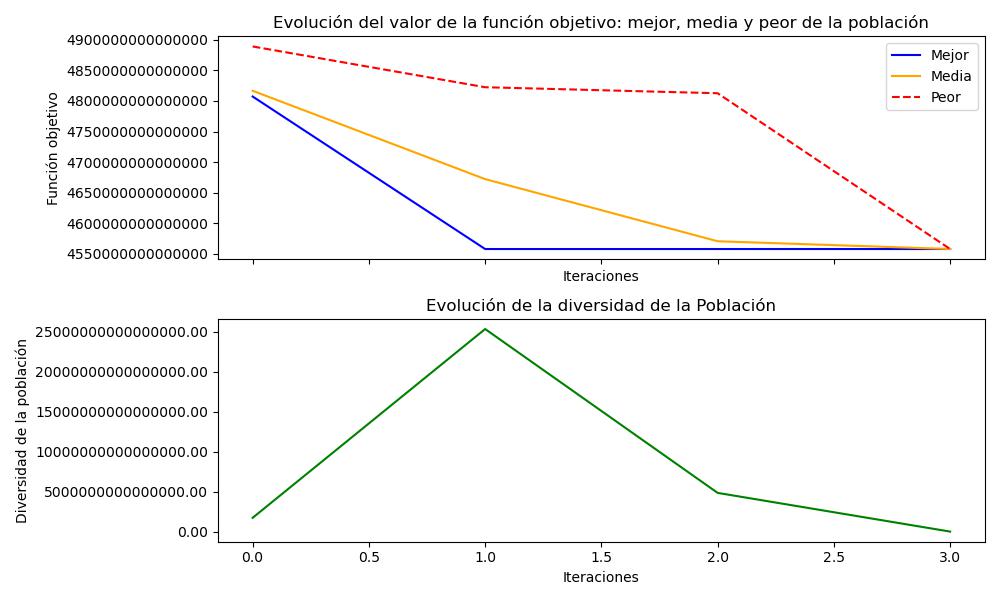 Evolución del valor de la función objetivo: mejor, media y peor de la población
4900000000000000
4850000000000000
4800000000000000
4750000000000000
4700000000000000
4650000000000000
4600000000000000
4550000000000000
Función objetivo
Mejor
Media
Peor
Iteraciones
Evolución de la diversidad de la Población
25000000000000000.00
20000000000000000.00
15000000000000000.00
10000000000000000.00
5000000000000000.00
0.00
Diversidad de la población
0.0 0.5 1.0 1.5 2.0 2.5 3.0
Iteraciones